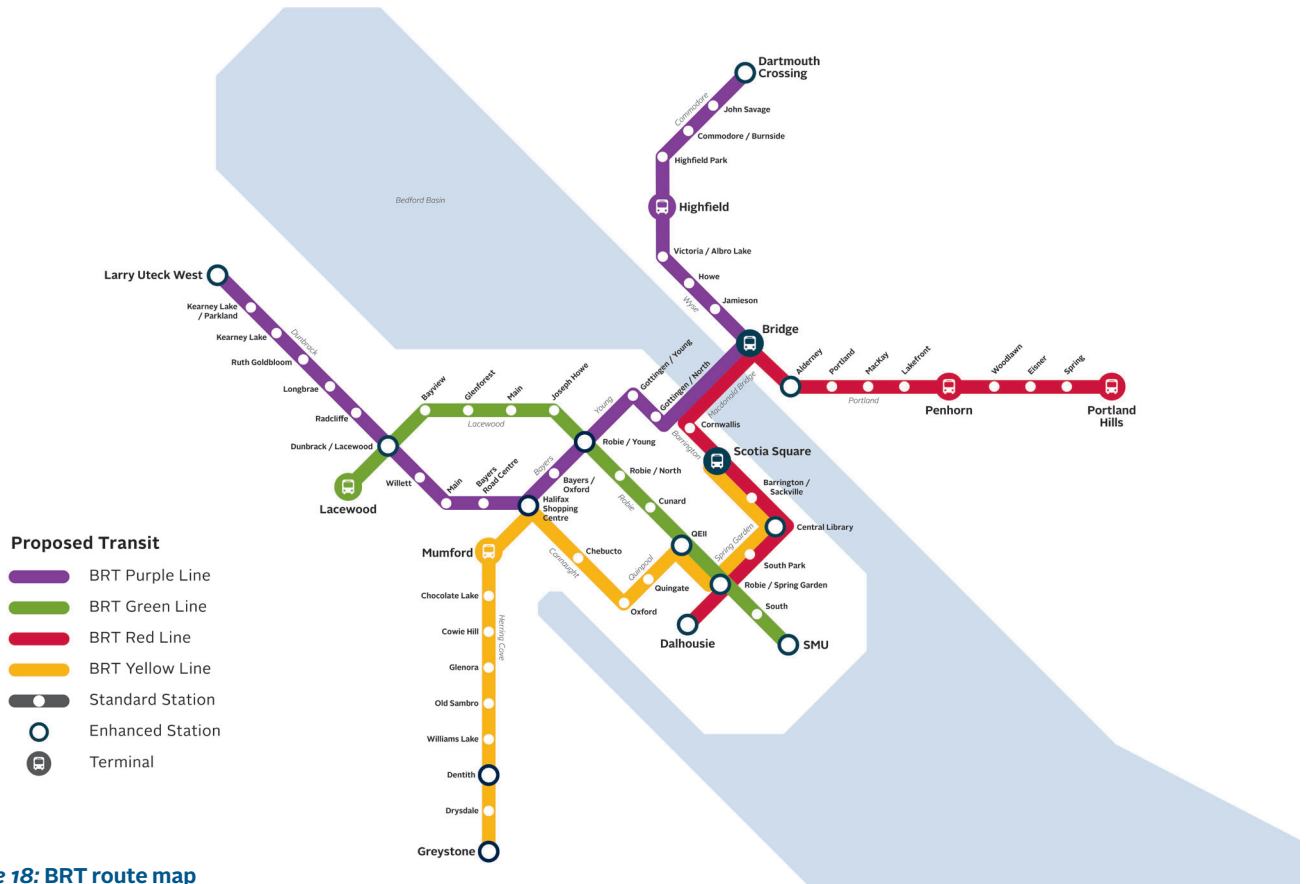 Dartmouth
Crossing
Commodore
John Savage
Commodore / Burnside
Highfield Park
Bedford Basin
Highfield
Victoria / Albro Lake
Larry Uteck West
Howe
Wyse
Jamieson
Kearney Lake
/ Parkland
Bridge
Kearney Lake
Dunbrack
Ruth Goldbloom
Longbrae
Radcliffe
Dunbrack / Lacewood
Bayview
Glenforest
Main
Joseph Howe
Lacewood
Young
Gottingen / Young
Gottingen / North
Macdonald Bridge
Alderney
Portland
MacKay
Lakefront
Portland
Penhorn
Woodlawn
Eisner
Spring
Portland
Hills
Cornwallis
Barrington
Robie / Young
Scotia Square
Lacewood
Willett
Main
Bayers
Road Centre
Bayers
Bayers /
Oxford
Halifax
Shopping
Centre
Robie / North
Robie
Cunard
Barrington /
Sackville
Central Library
QEII
Spring Garden
South Park
Mumford
Connaught
Chebucto
Quinpool
Quingate
Oxford
Robie / Spring Garden
South
Dalhousie
SMU
Chocolate Lake
Herring Cove
Cowie Hill
Glenora
Old Sambro
Williams Lake
Dentith
Drysdale
Greystone
Proposed Transit
BRT Purple Line
BRT Green Line
BRT Red Line
BRT Yellow Line
Standard Station
Enhanced Station
Terminal
e 18: BRT route map